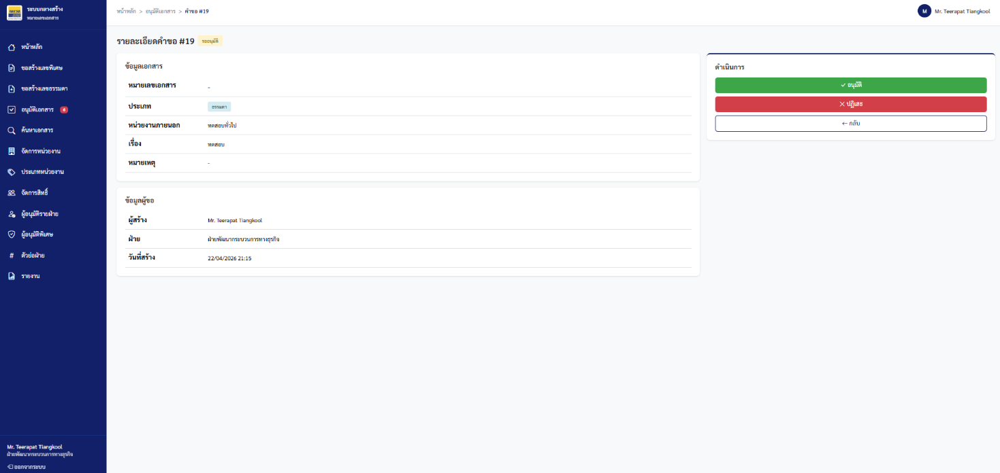 ระบบกลางสร้าง
หมายเลขเอกสาร
หน้าหลัก
ขอสร้างเลขพิเศษ
ขอสร้างเลขธรรมดา
อนุมัติเอกสาร 6
ค้นหาเอกสาร
จัดการหน่วยงาน
ประเภทหน่วยงาน
จัดการสิทธิ์
ผู้อนุมัติรายฝ่าย
ผู้อนุมัติพิเศษ
# ตัวย่อฝ่าย
รายงาน
Mr. Teerapat Tiangkool
ฝ่ายพัฒนากระบวนการทางธุรกิจ
ออกจากระบบ
หน้าหลัก > อนุมัติเอกสาร > คำขอ #19
M Mr. Teerapat Tiangkool
รายละเอียดคำขอ #19 รออนุมัติ
ข้อมูลเอกสาร
หมายเลขเอกสาร -
ประเภท ธรรมดา
หน่วยงานภายนอก ทดสอบทั่วไป
เรื่อง ทดสอบ
หมายเหตุ -
ข้อมูลผู้ขอ
ผู้สร้าง Mr. Teerapat Tiangkool
ฝ่าย ฝ่ายพัฒนากระบวนการทางธุรกิจ
วันที่สร้าง 22/04/2026 21:15
ดำเนินการ
✓ อนุมัติ
✕ ปฏิเสธ
← กลับ